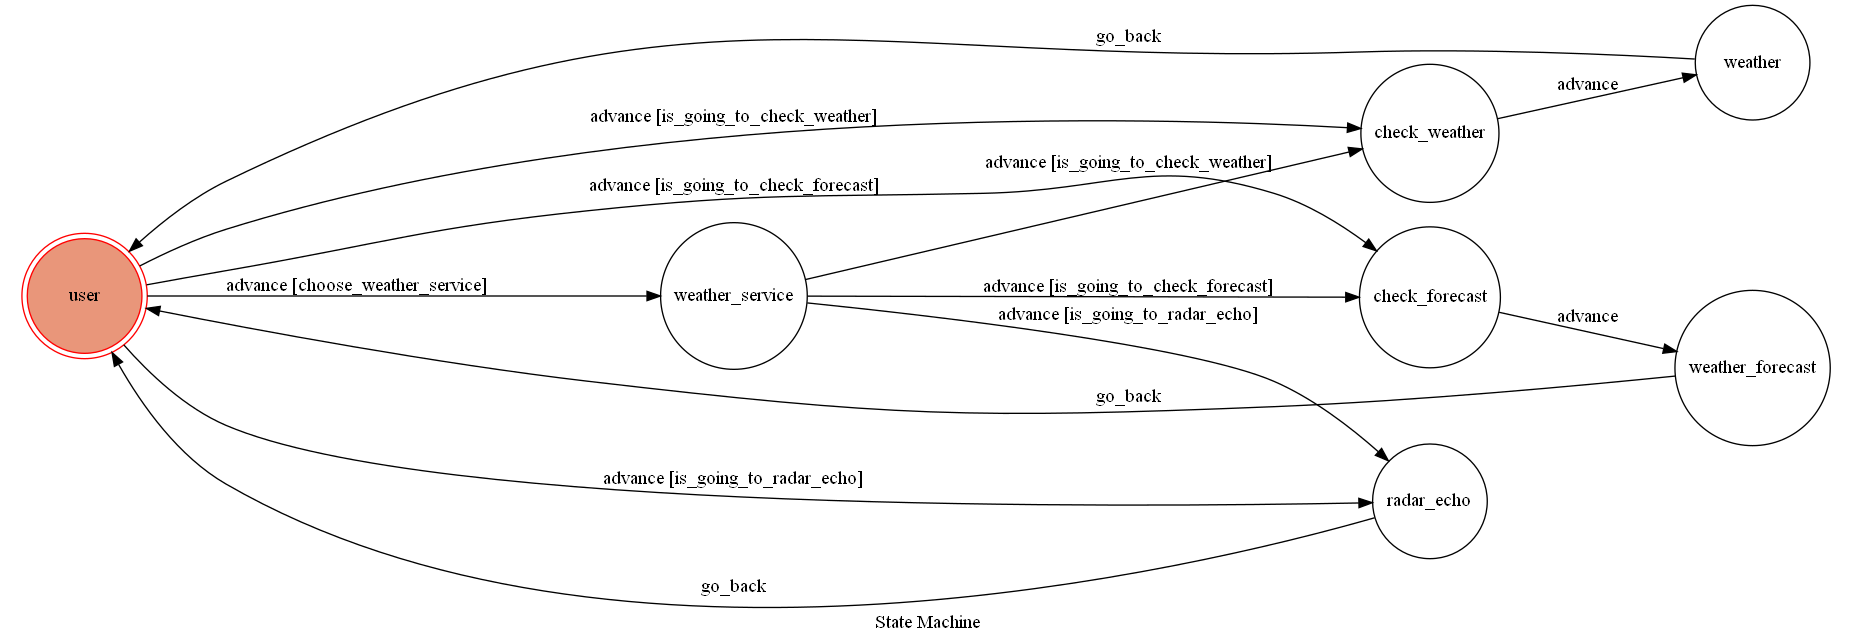 go_back
weather
advance
advance [is_going_to_check_weather]
check_weather
advance [is_going_to_check_weather]
advance [is_going_to_check_forecast]
user
advance [choose_weather_service]
weather_service
advance [is_going_to_check_forecast]
check_forecast
advance [is_going_to_radar_echo]
advance
weather_forecast
go_back
advance [is_going_to_radar_echo]
radar_echo
go_back
State Machine